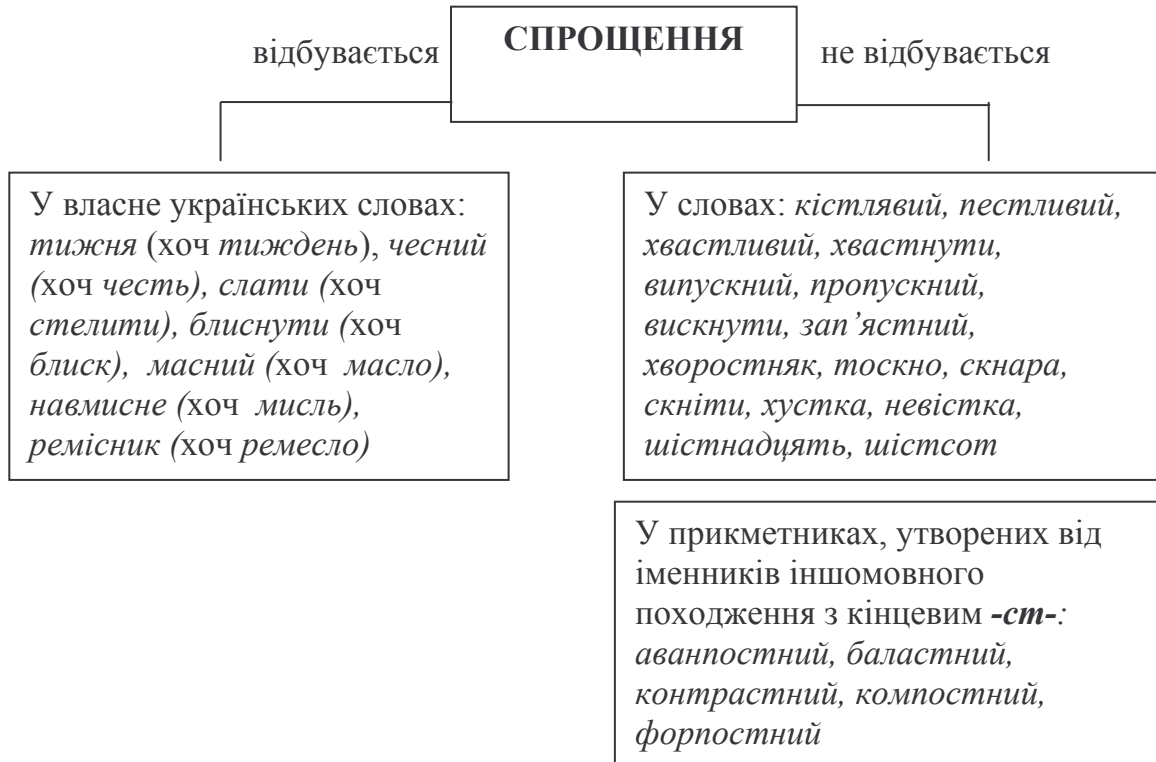 СПРОЩЕННЯ
відбувається
не відбувається
У власне українських словах:
тижня (хоч тиждень), чесний
(хоч честь), слати (хоч
стелити), блиснути (хоч
блиск), масний (хоч масло),
навмисне (хоч мисль),
ремісник (хоч ремесло)
У словах: кістлявий, пестливий,
хвастливий, хвастнути,
випускний, пропускний,
вискнути, зап’ястний,
хворостняк, тоскно, скнара,
скніти, хустка, невістка,
шістнадцять, шістсот
У прикметниках, утворених від
іменників іншомовного
походження з кінцевим -ст-:
аванпостний, баластний,
контрастний, компостний,
форпостний